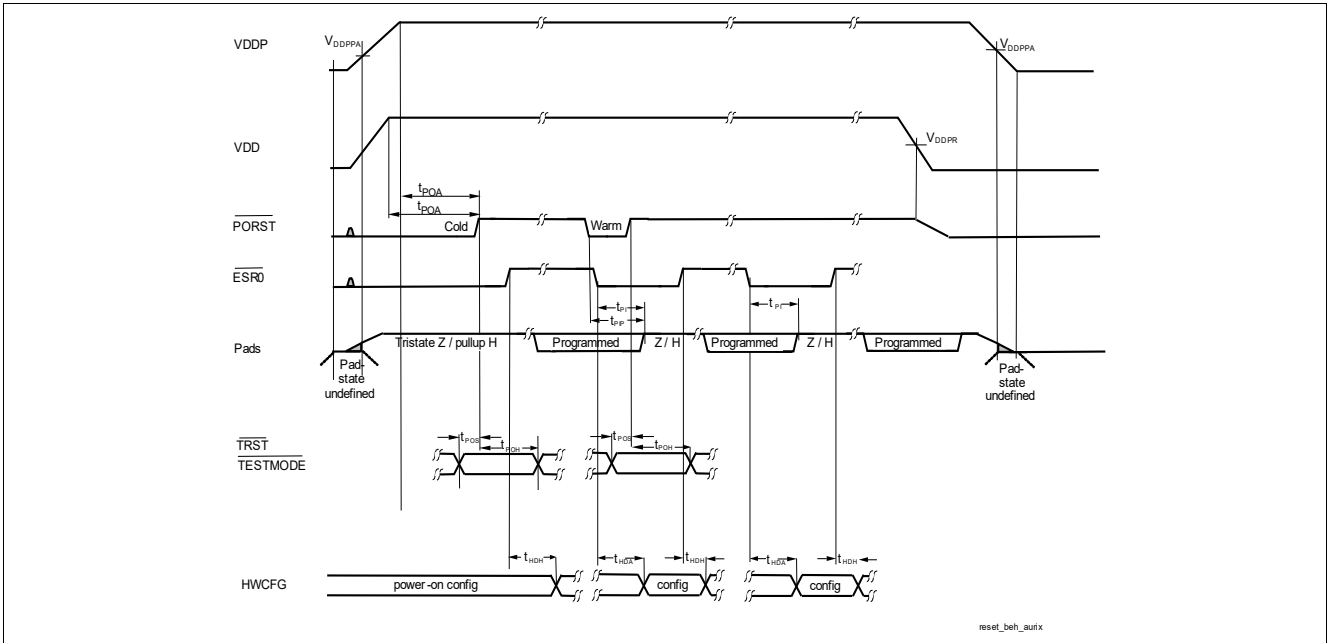 VDDP
VDDPPA
VDDPPA
VDD
VDDPR
tPOA
tPOA
PORST
Cold
Warm
ESR0
tPI
tPI
tPIP
Pads
Tristate Z / pullup H
Programmed
Z / H
Programmed
Z / H
Programmed
Pad-
state
undefined
Pad-
state
undefined
TRST
TESTMODE
tPOS
tPOH
tPOS
tPOH
tHDH
tHDA
tHDH
tHDA
tHDH
HWCFG
power-on config
config
config
reset_beh_aurix